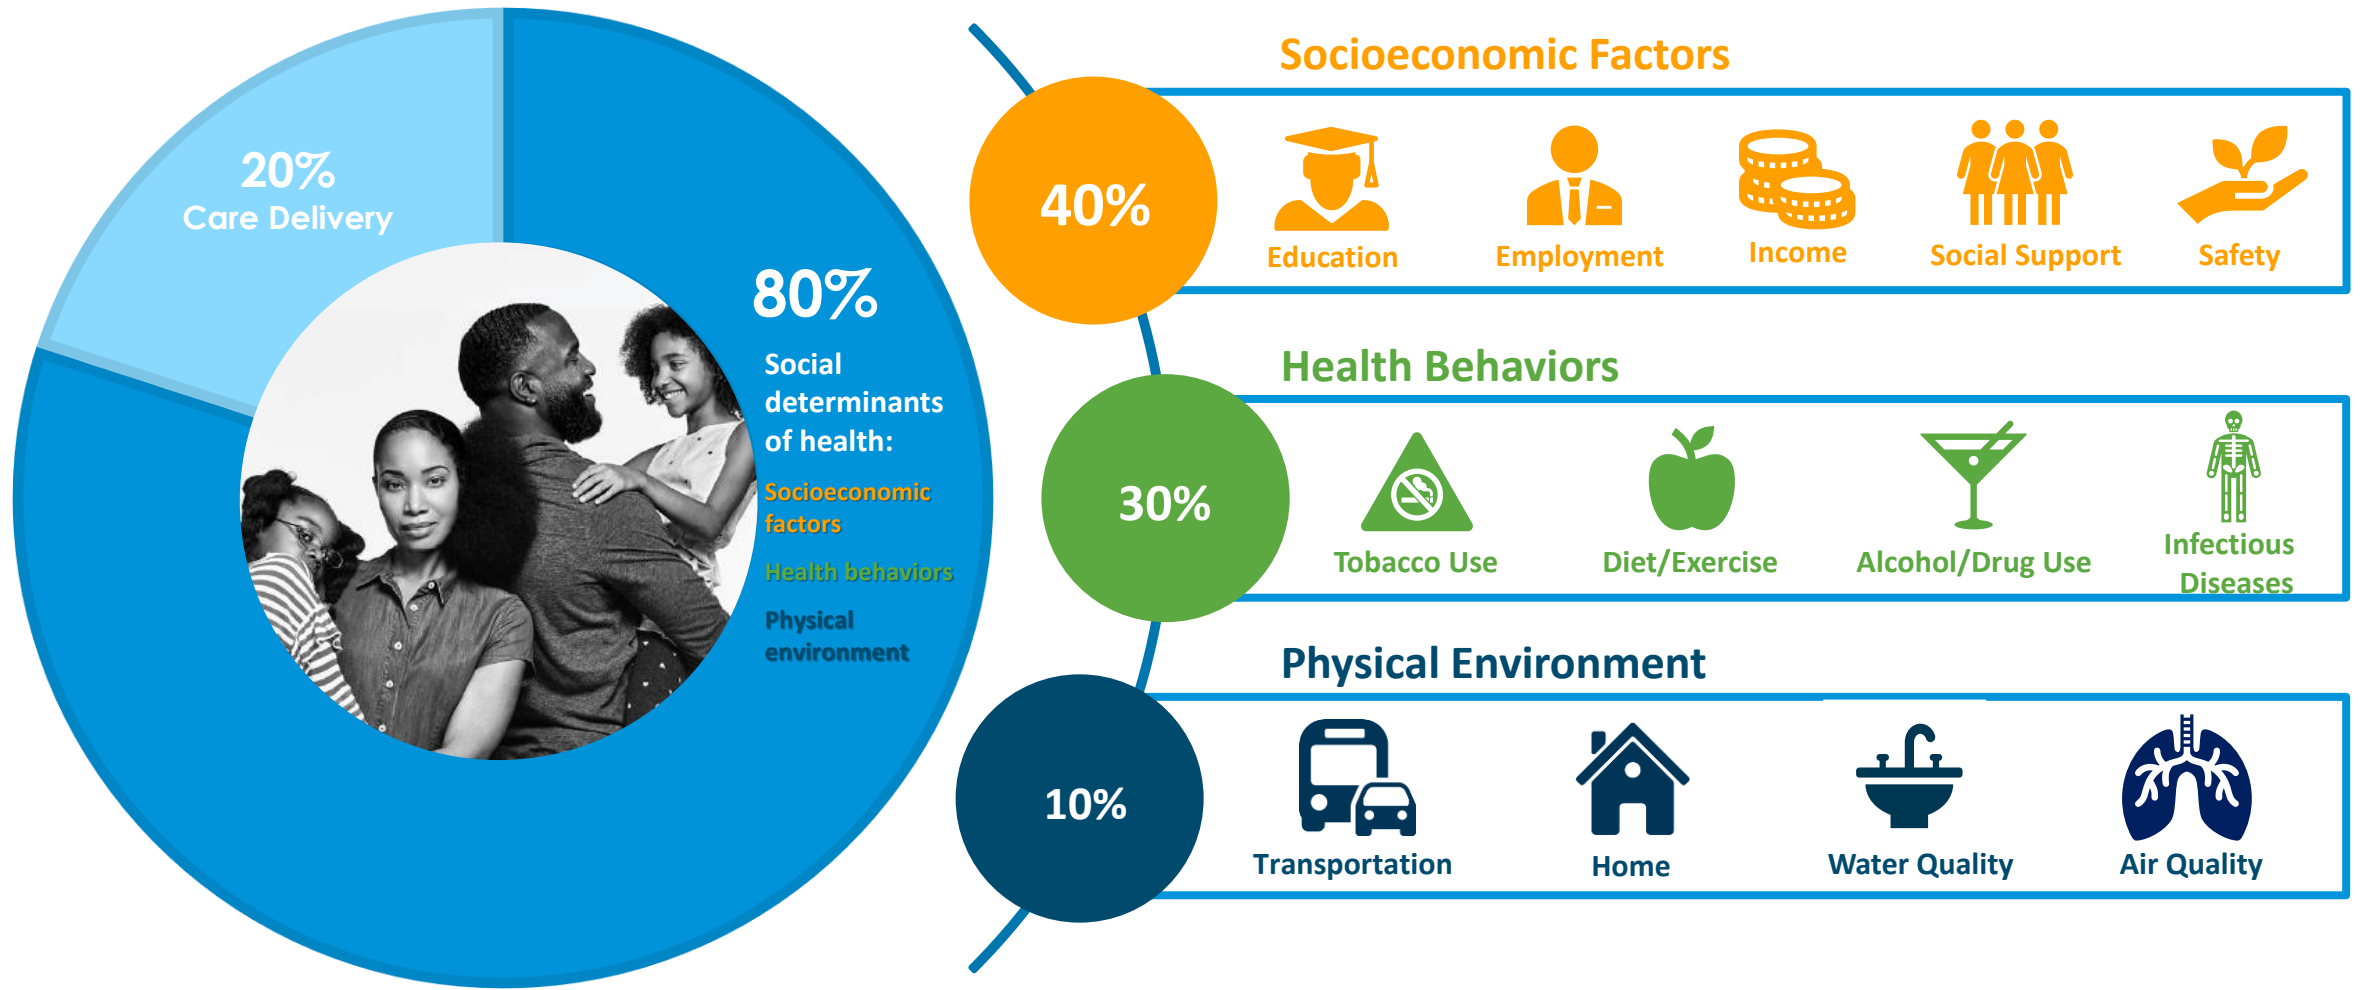 20%
Care Delivery
80%
Social
determinants
of health:
Socioeconomic
factors
Health behaviors
Physical
environment
Socioeconomic Factors
40%
Education
Employment
Income
Social Support
Safety
Health Behaviors
30%
Tobacco Use
Diet/Exercise
Alcohol/Drug Use
Infectious
Diseases
Physical Environment
10%
Transportation
Home
Water Quality
Air Quality